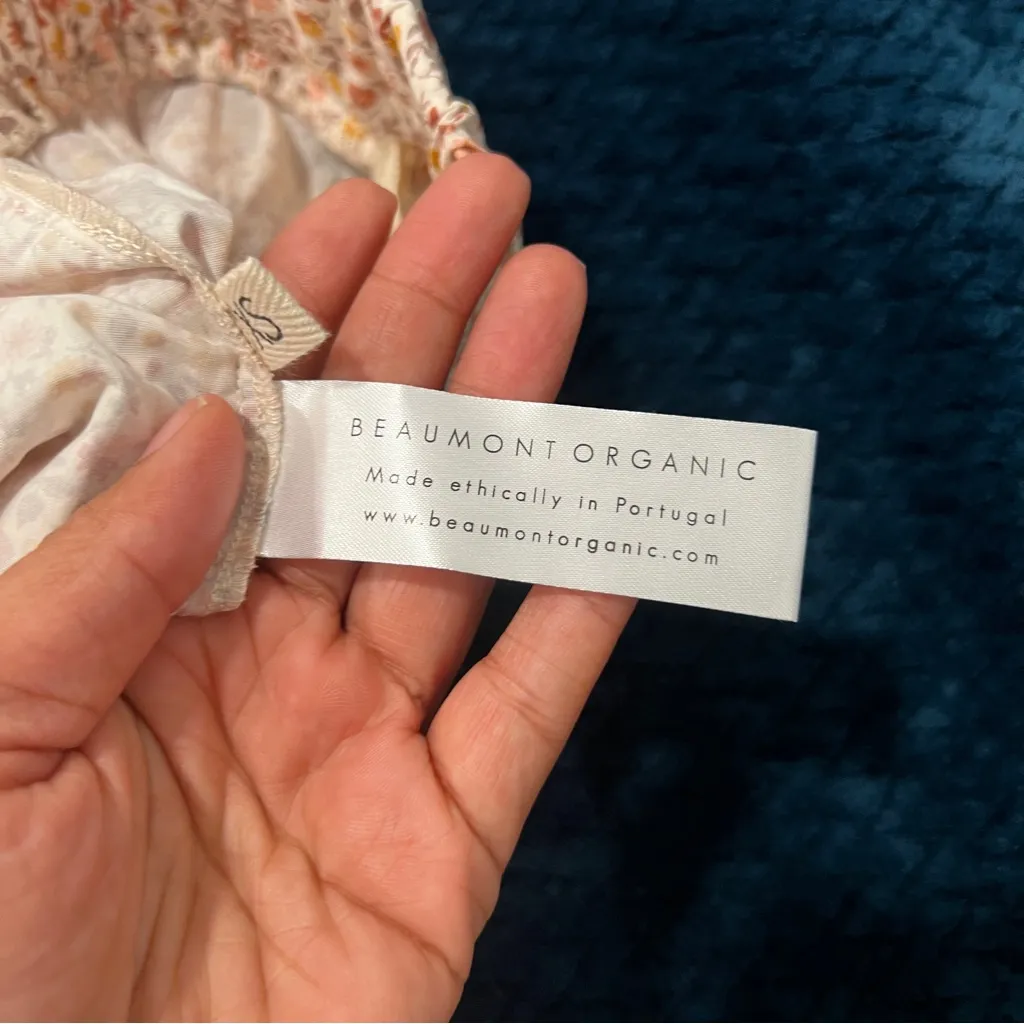 S
BEAUMONT ORGANIC
Made ethically in Portugal
www.beaumontorganic.com